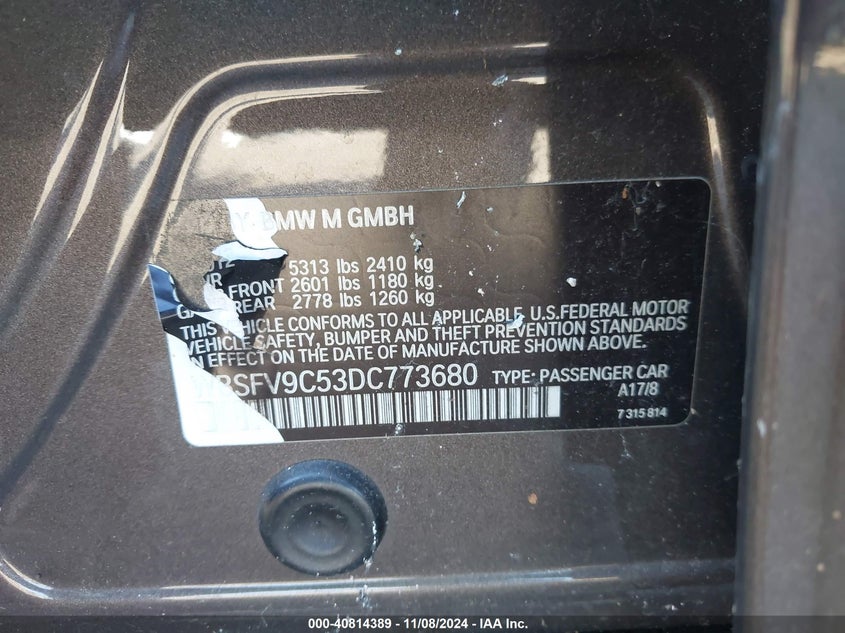 BMW M GMBH
5313 lbs 2410 kg
FRONT 2601 lbs 1180 kg
REAR 2778 lbs 1260 kg
THIS VEHICLE CONFORMS TO ALL APPLICABLE U.S.FEDERAL MOTOR
VEHICLE SAFETY, BUMPER AND THEFT PREVENTION STANDARDS
IN EFFECT ON THE DATE OF MANUFACTURE SHOWN ABOVE.
WBSFV9C53DC773680 TYPE: PASSENGER CAR
A17/8
7 315 814
000-40814389 — 11/08/2024 — IAA Inc.